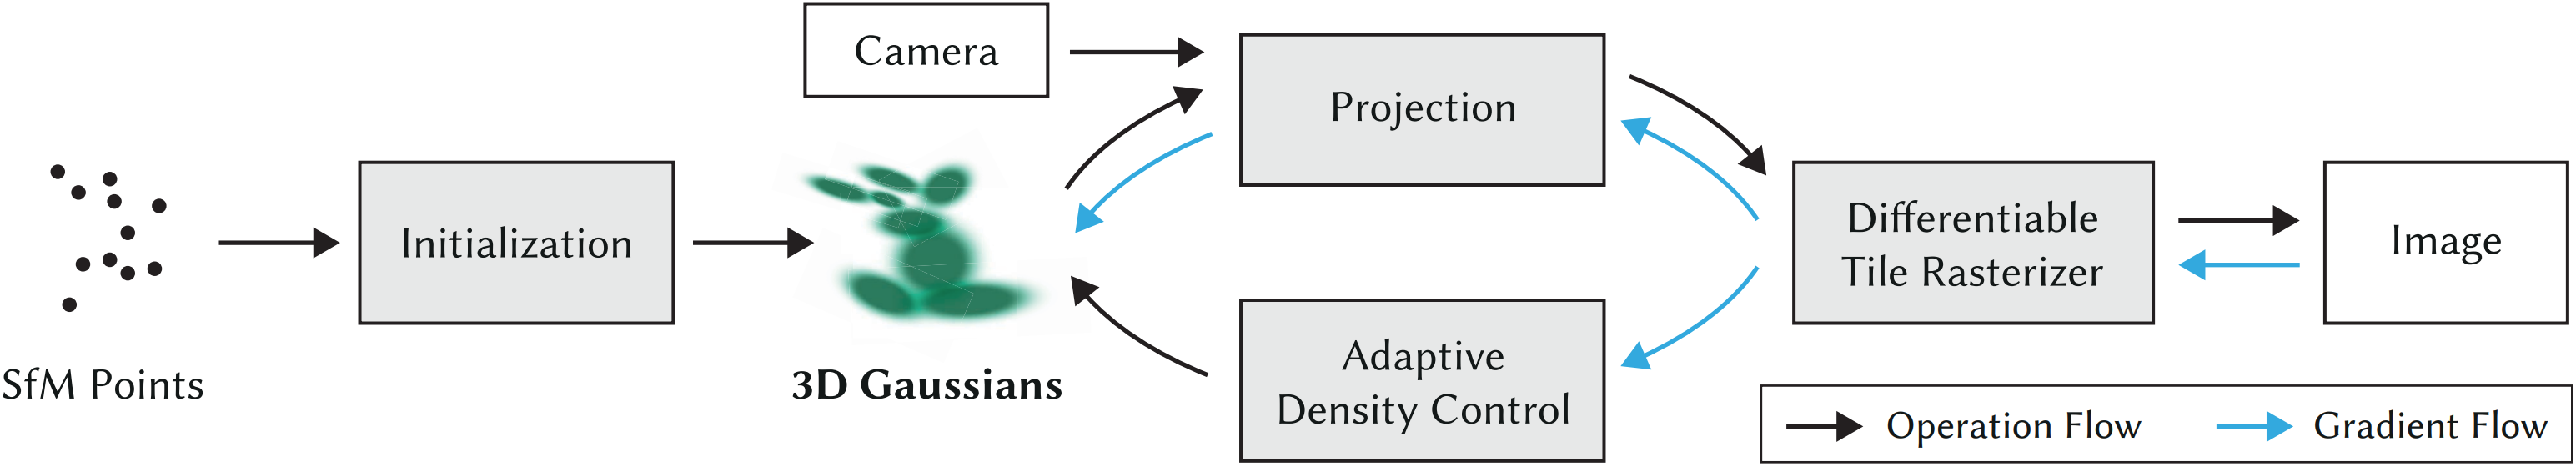 SfM Points
Initialization
Camera
3D Gaussians
Projection
Adaptive
Density Control
Differentiable
Tile Rasterizer
Image
Operation Flow
Gradient Flow